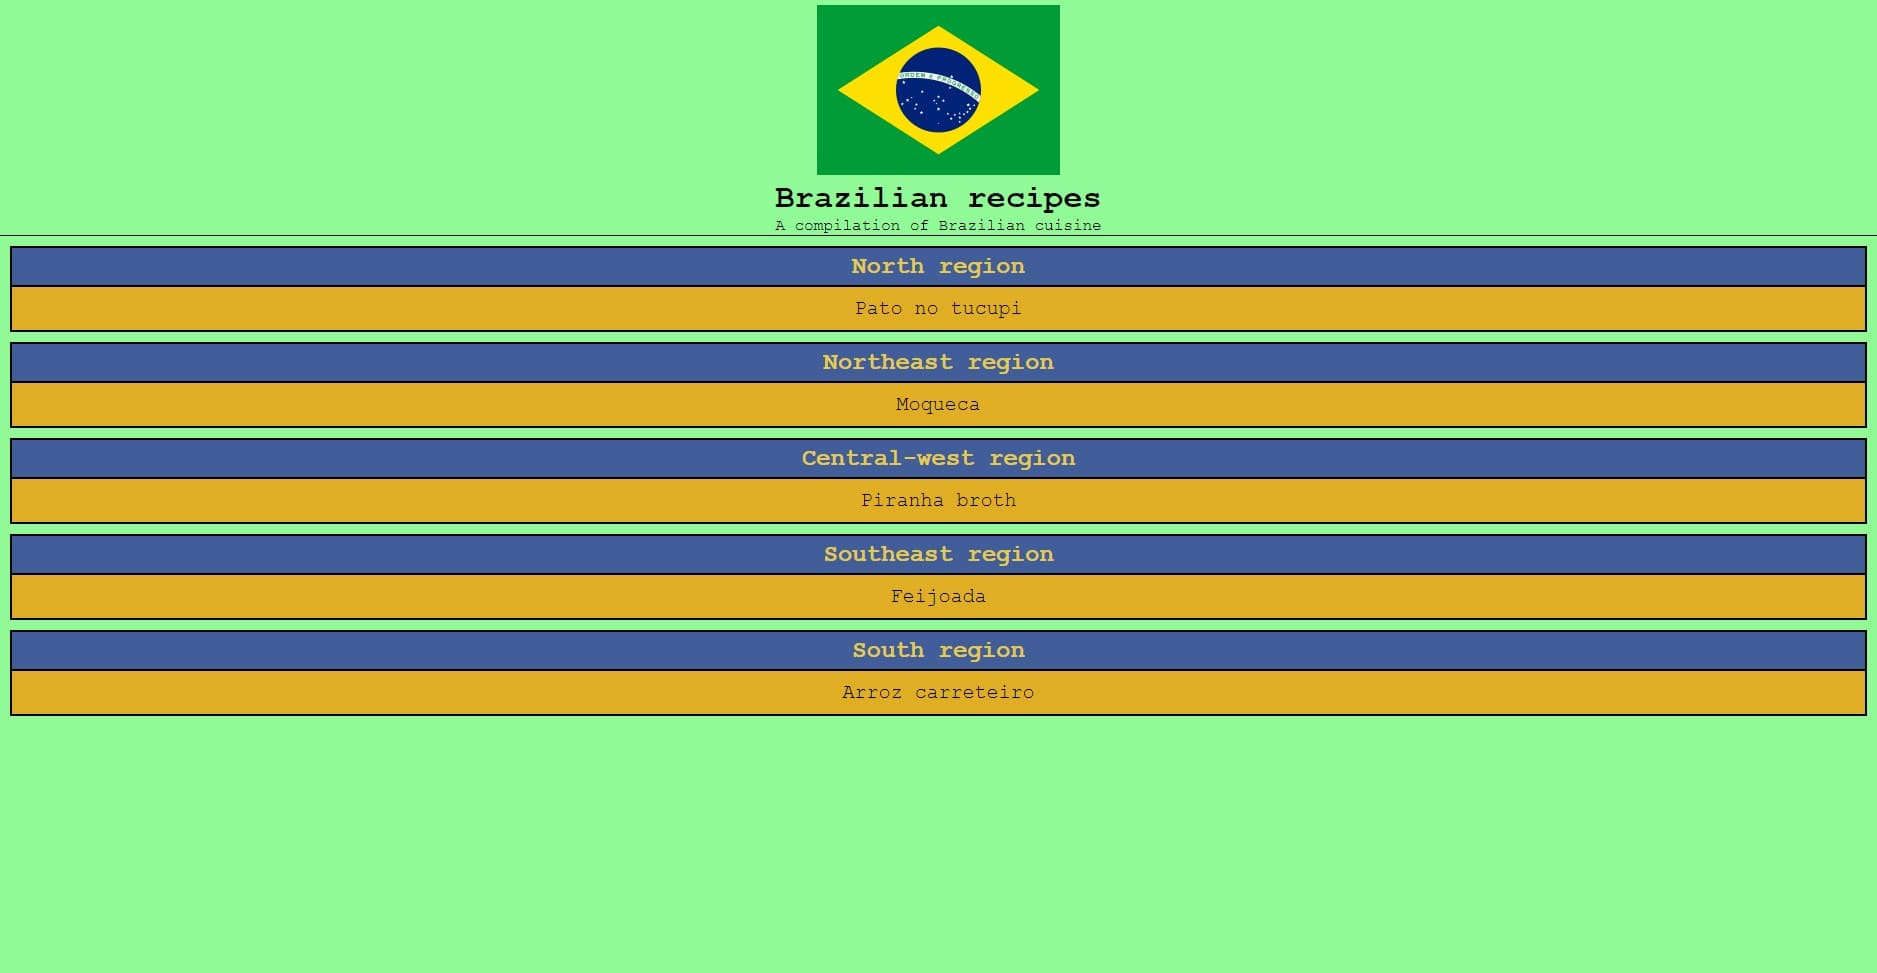 ORDEM E PROGRESSO
Brazilian recipes
A compilation of Brazilian cuisine
North region
Pato no tucupi
Northeast region
Moqueca
Central-west region
Piranha broth
Southeast region
Feijoada
South region
Arroz carreteiro